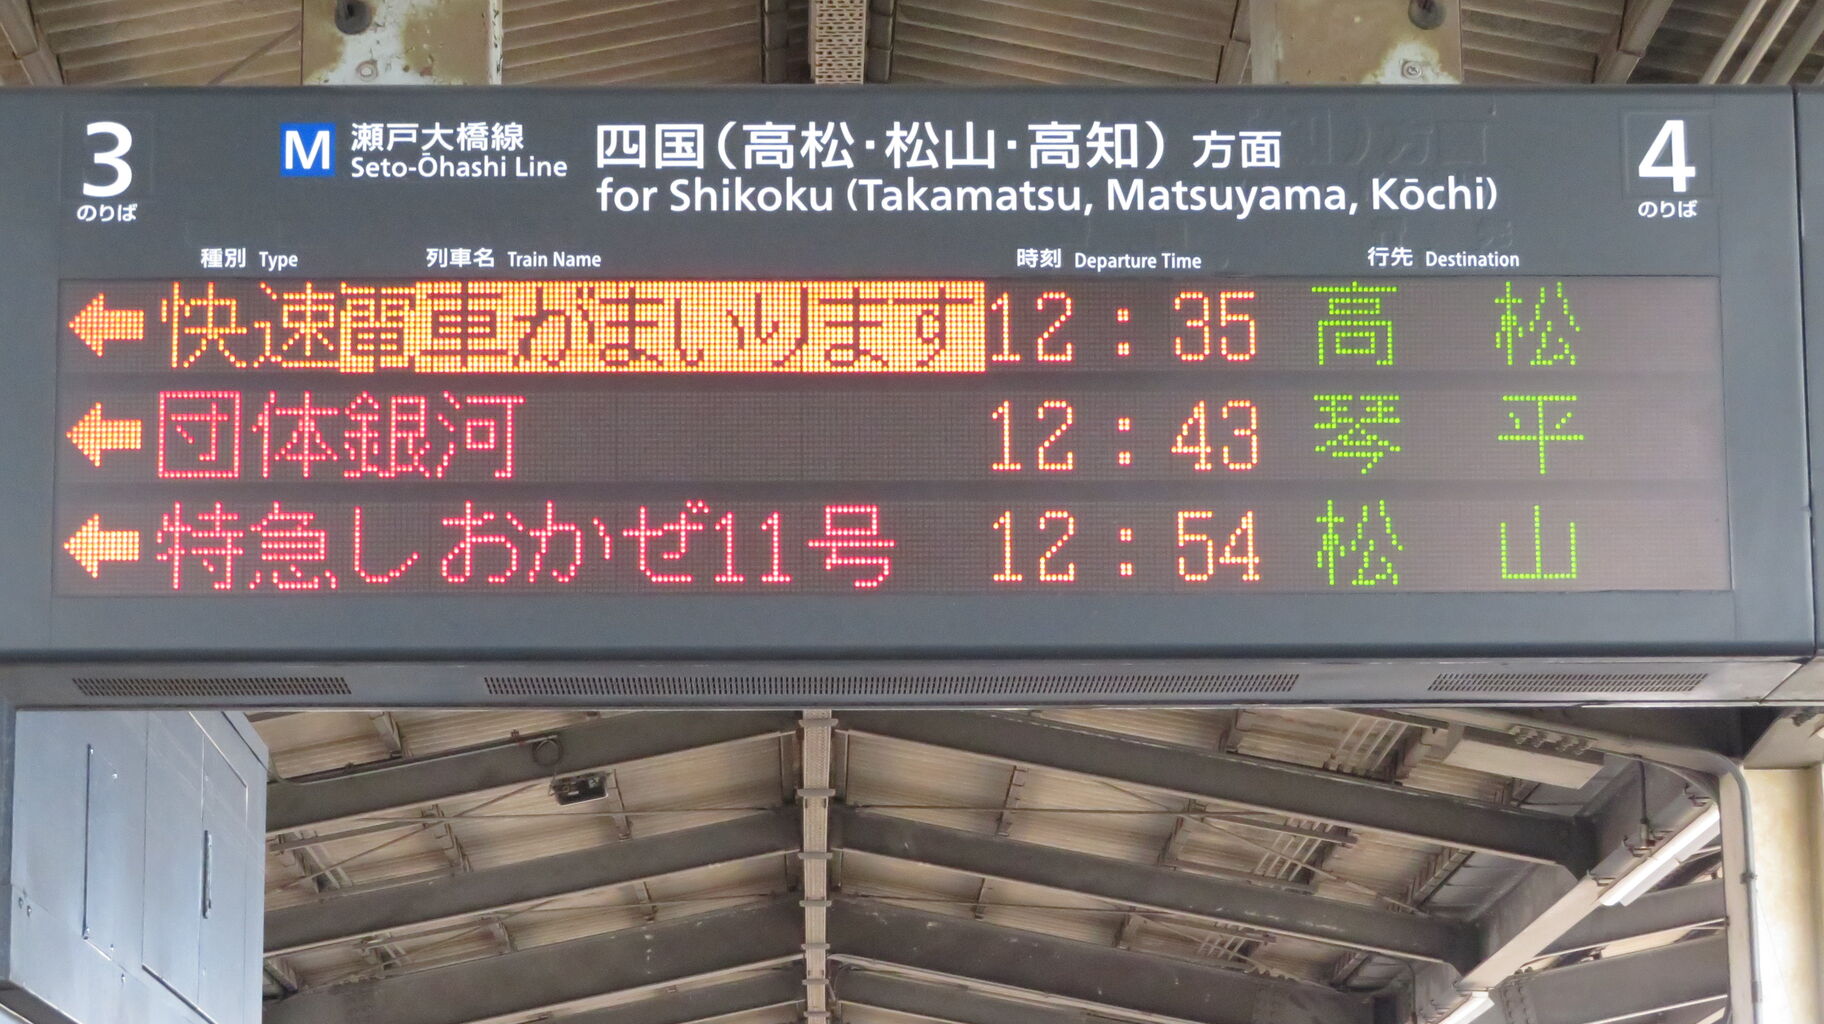 3 のりば
M 瀬戸大橋線 Seto-Ōhashi Line
四国(高松・松山・高知)方面
for Shikoku (Takamatsu, Matsuyama, Kōchi)
4 のりば
種別 Type 列車名 Train Name 時刻 Departure Time 行先 Destination
← 快速 電車がまいります 12:35 高松
← 団体 銀河 12:43 琴平
← 特急 しおかぜ11号 12:54 松山